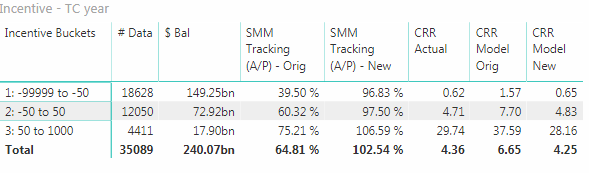 Incentive - TC year
Incentive Buckets # Data $ Bal SMM Tracking (A/P) - Orig SMM Tracking (A/P) - New CRR Actual CRR Model Orig CRR Model New
1: -99999 to -50 18628 149.25bn 39.50 % 96.83 % 0.62 1.57 0.65
2: -50 to 50 12050 72.92bn 60.32 % 97.50 % 4.71 7.70 4.83
3: 50 to 1000 4411 17.90bn 75.21 % 106.59 % 29.74 37.59 28.16
Total 35089 240.07bn 64.81 % 102.54 % 4.36 6.65 4.25